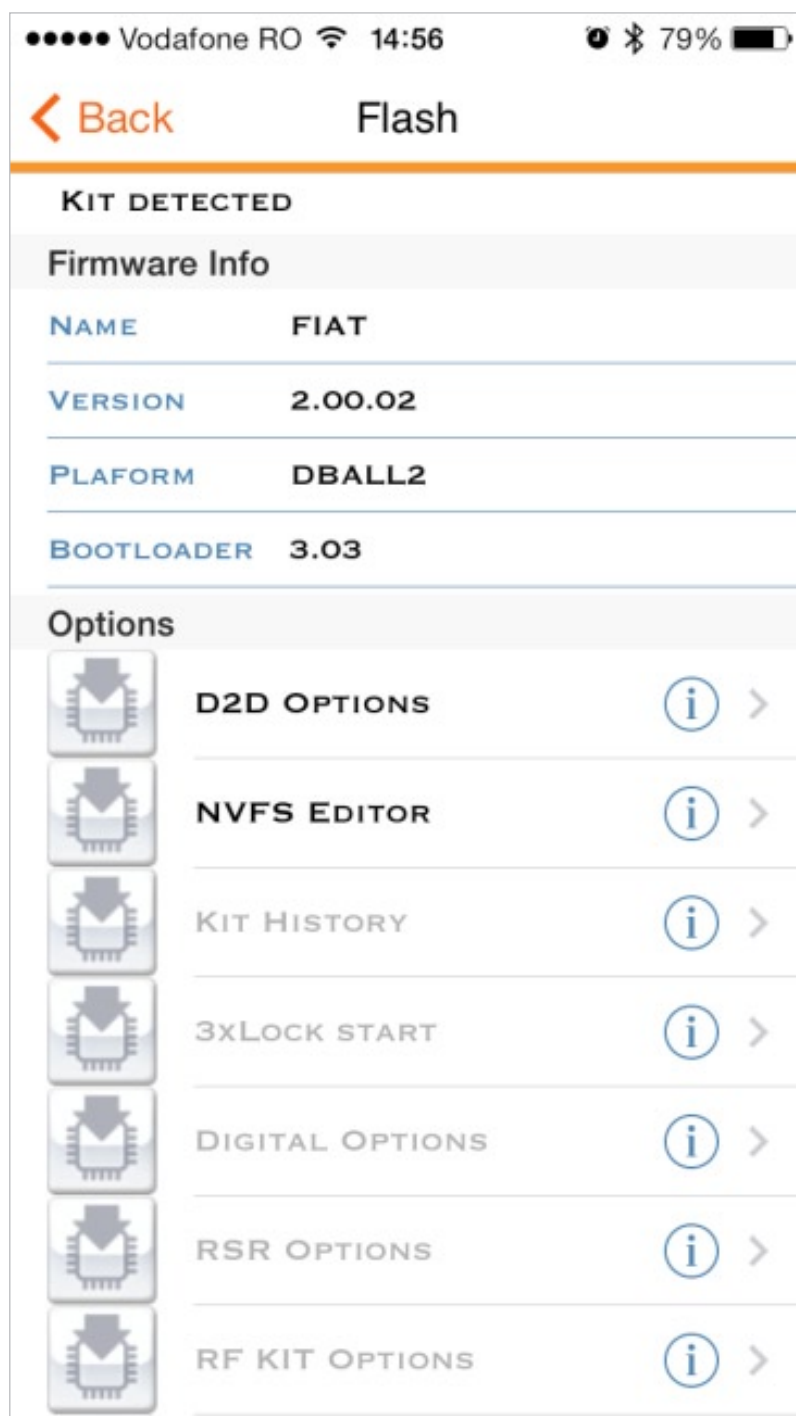 Vodafone RO 14:56 79%
Back Flash
KIT DETECTED
Firmware Info
NAME FIAT
VERSION 2.00.02
PLAFORM DBALL2
BOOTLOADER 3.03
Options
D2D OPTIONS i
NVFS EDITOR i
KIT HISTORY i
3XLOCK START i
DIGITAL OPTIONS i
RSR OPTIONS i
RF KIT OPTIONS i